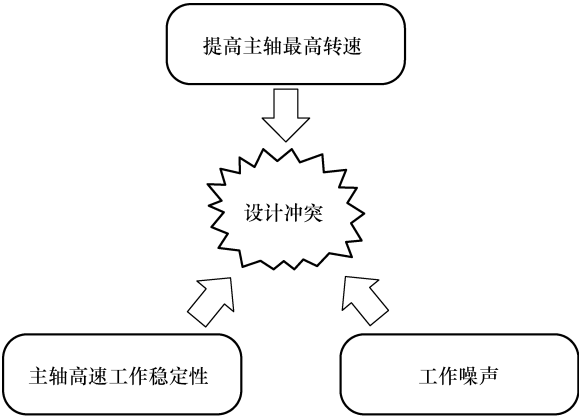 提高主轴最高转速
设计冲突
主轴高速工作稳定性
工作噪声